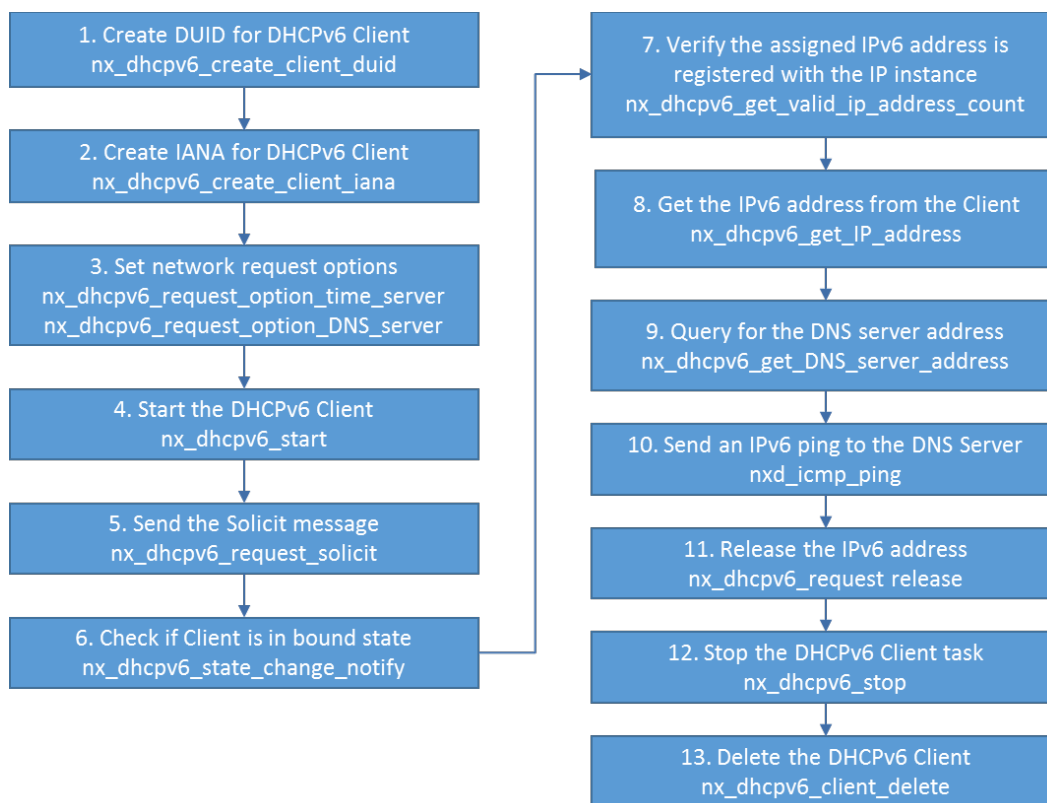 1. Create DUID for DHCPv6 Client
nx_dhcpv6_create_client_duid
2. Create IANA for DHCPv6 Client
nx_dhcpv6_create_client_iana
3. Set network request options
nx_dhcpv6_request_option_time_server
nx_dhcpv6_request_option_DNS_server
4. Start the DHCPv6 Client
nx_dhcpv6_start
5. Send the Solicit message
nx_dhcpv6_request_solicit
6. Check if Client is in bound state
nx_dhcpv6_state_change_notify
7. Verify the assigned IPv6 address is
registered with the IP instance
nx_dhcpv6_get_valid_ip_address_count
8. Get the IPv6 address from the Client
nx_dhcpv6_get_IP_address
9. Query for the DNS server address
nx_dhcpv6_get_DNS_server_address
10. Send an IPv6 ping to the DNS Server
nxd_icmp_ping
11. Release the IPv6 address
nx_dhcpv6_request release
12. Stop the DHCPv6 Client task
nx_dhcpv6_stop
13. Delete the DHCPv6 Client
nx_dhcpv6_client_delete